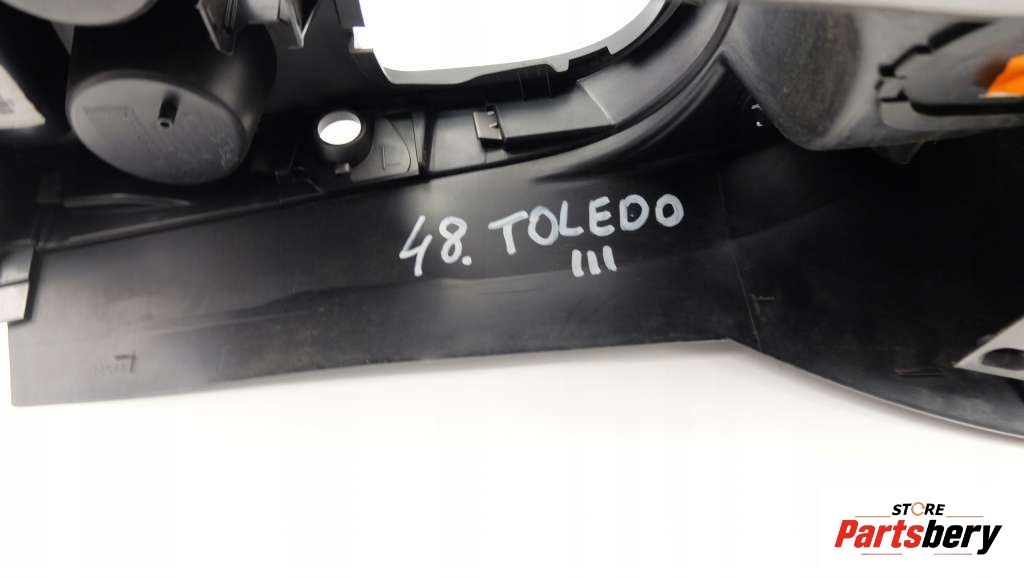 48. TOLEDO
III
STORE
Partsbery